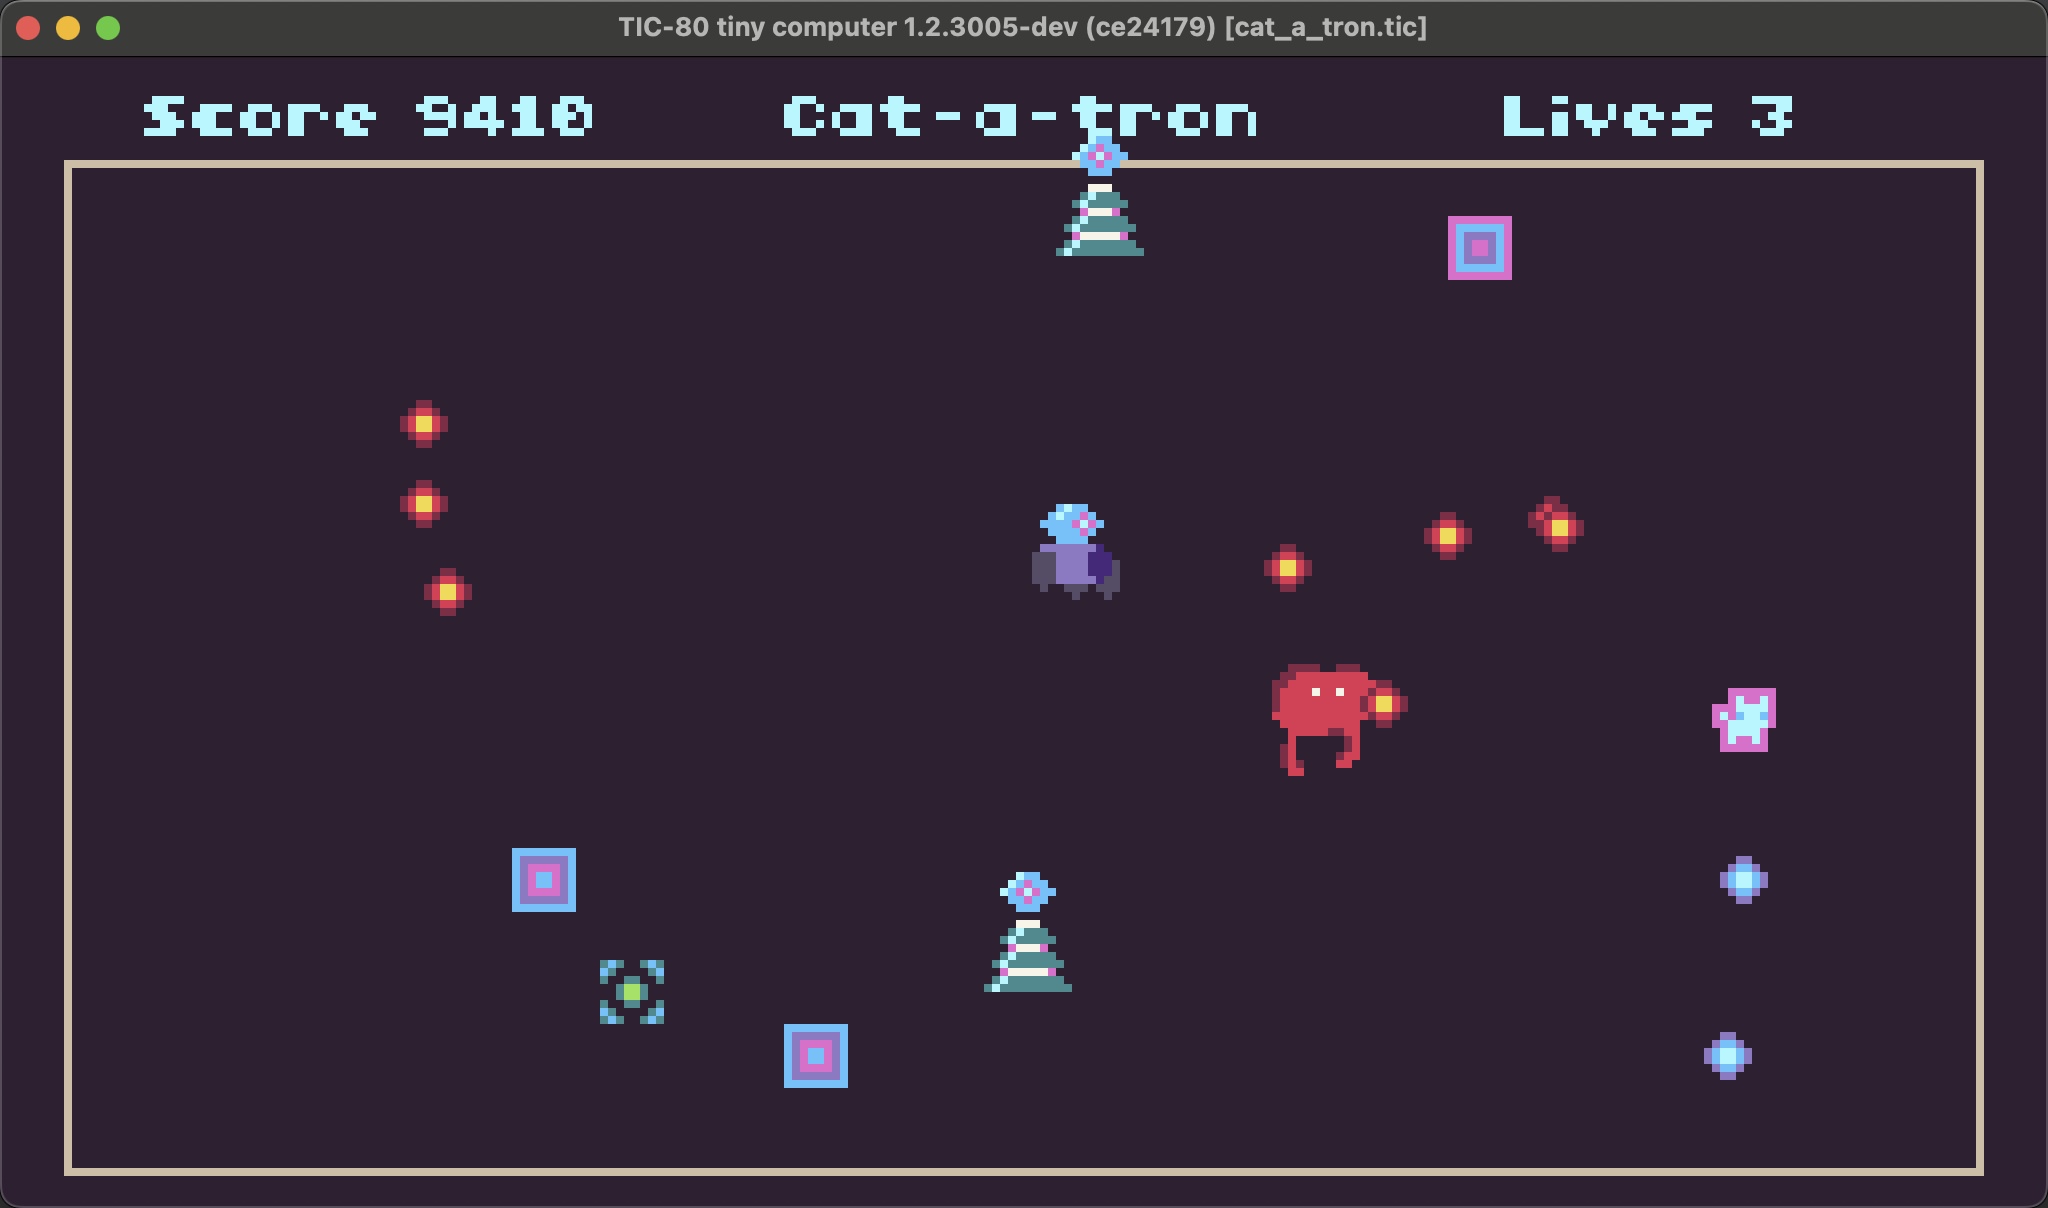 TIC-80 tiny computer 1.2.3005-dev (ce24179) [cat_a_tron.tic]
Score 9410 Cat-a-tron Lives 3